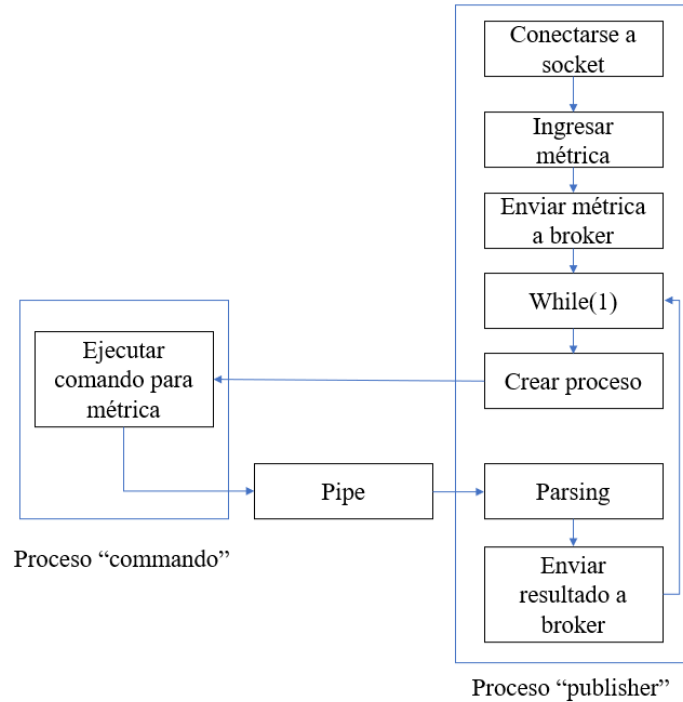 Conectarse a
socket
Ingresar
métrica
Enviar métrica
a broker
While(1)
Crear proceso
Ejecutar
comando para
métrica
Pipe
Parsing
Enviar
resultado a
broker
Proceso “commando”
Proceso “publisher”